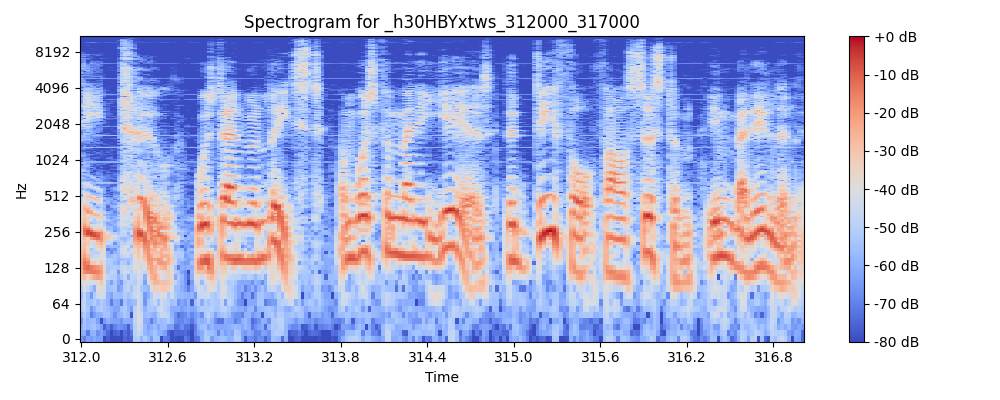 Spectrogram for _h30HBYxtws_312000_317000
Hz
8192
4096
2048
1024
512
256
128
64
0
312.0 312.6 313.2 313.8 314.4 315.0 315.6 316.2 316.8
Time
+0 dB
-10 dB
-20 dB
-30 dB
-40 dB
-50 dB
-60 dB
-70 dB
-80 dB